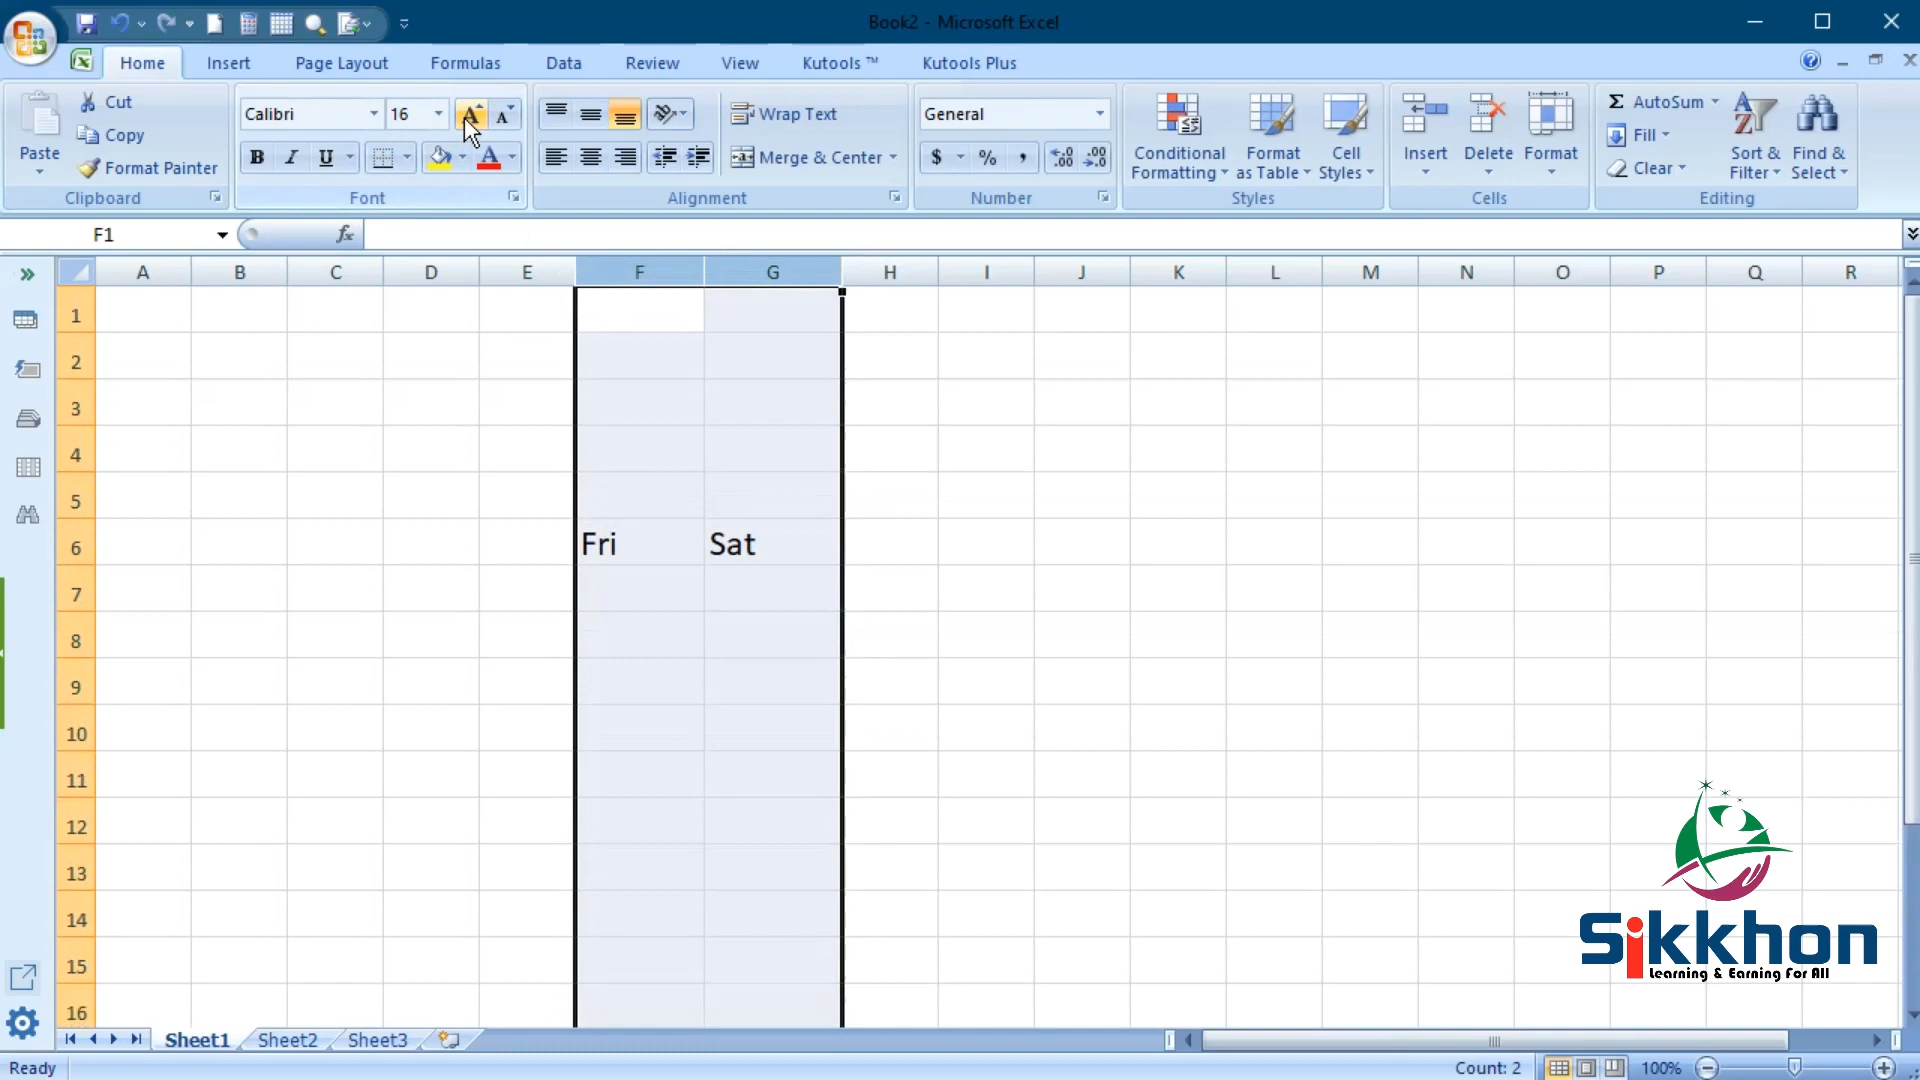 Book2 - Microsoft Excel
Home Insert Page Layout Formulas Data Review View Kutools ™ Kutools Plus
Paste Cut Copy Format Painter Clipboard
Calibri 16 A A B I U A Font
Wrap Text Merge & Center Alignment
General $ % , .00 .0 Number
Conditional Formatting Format as Table Cell Styles Styles
Insert Delete Format Cells
Σ AutoSum Fill Clear Sort & Filter Find & Select Editing
F1 fx
A B C D E F G H I J K L M N O P Q R
1
2
3
4
5
6 Fri Sat
7
8
9
10
11
12
13
14
15
16
Sikkhon
Learning & Earning For All
Sheet1 Sheet2 Sheet3
Ready Count: 2 100%